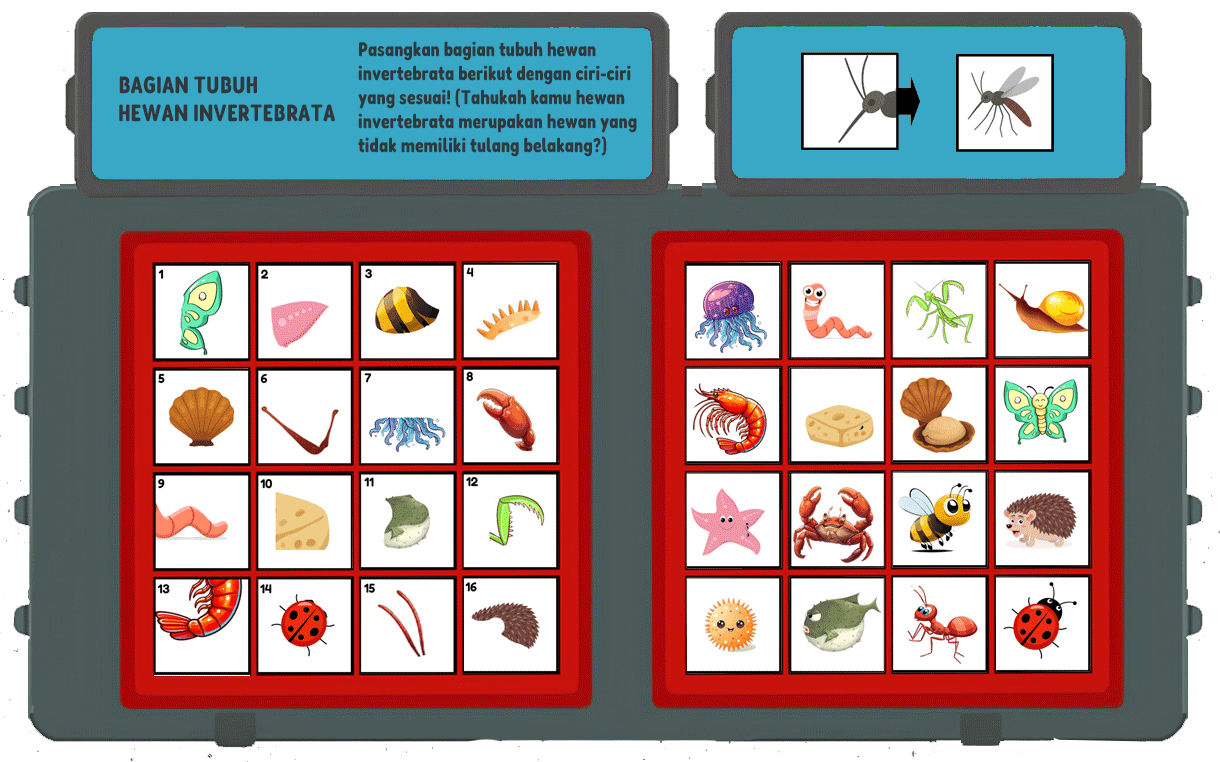 BAGIAN TUBUH
HEWAN INVERTEBRATA
Pasangkan bagian tubuh hewan
invertebrata berikut dengan ciri-ciri
yang sesuai! (Tahukah kamu hewan
invertebrata merupakan hewan yang
tidak memiliki tulang belakang?)
1
2
3
4
5
6
7
8
9
10
11
12
13
14
15
16